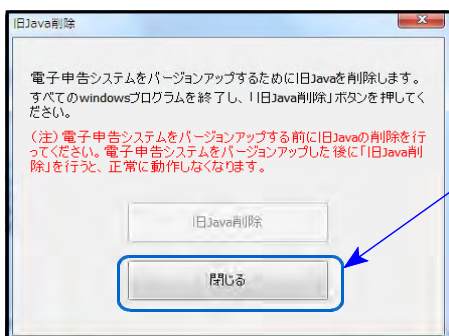 旧Java削除
電子申告システムをバージョンアップするために旧Javaを削除します。
すべてのwindowsプログラムを終了し、「旧Java削除」ボタンを押してく
ださい。
（注）電子申告システムをバージョンアップする前に旧Javaの削除を行
ってください。電子申告システムをバージョンアップした後に「旧Java削
除」を行うと、正常に動作しなくなります。
旧Java削除
閉じる